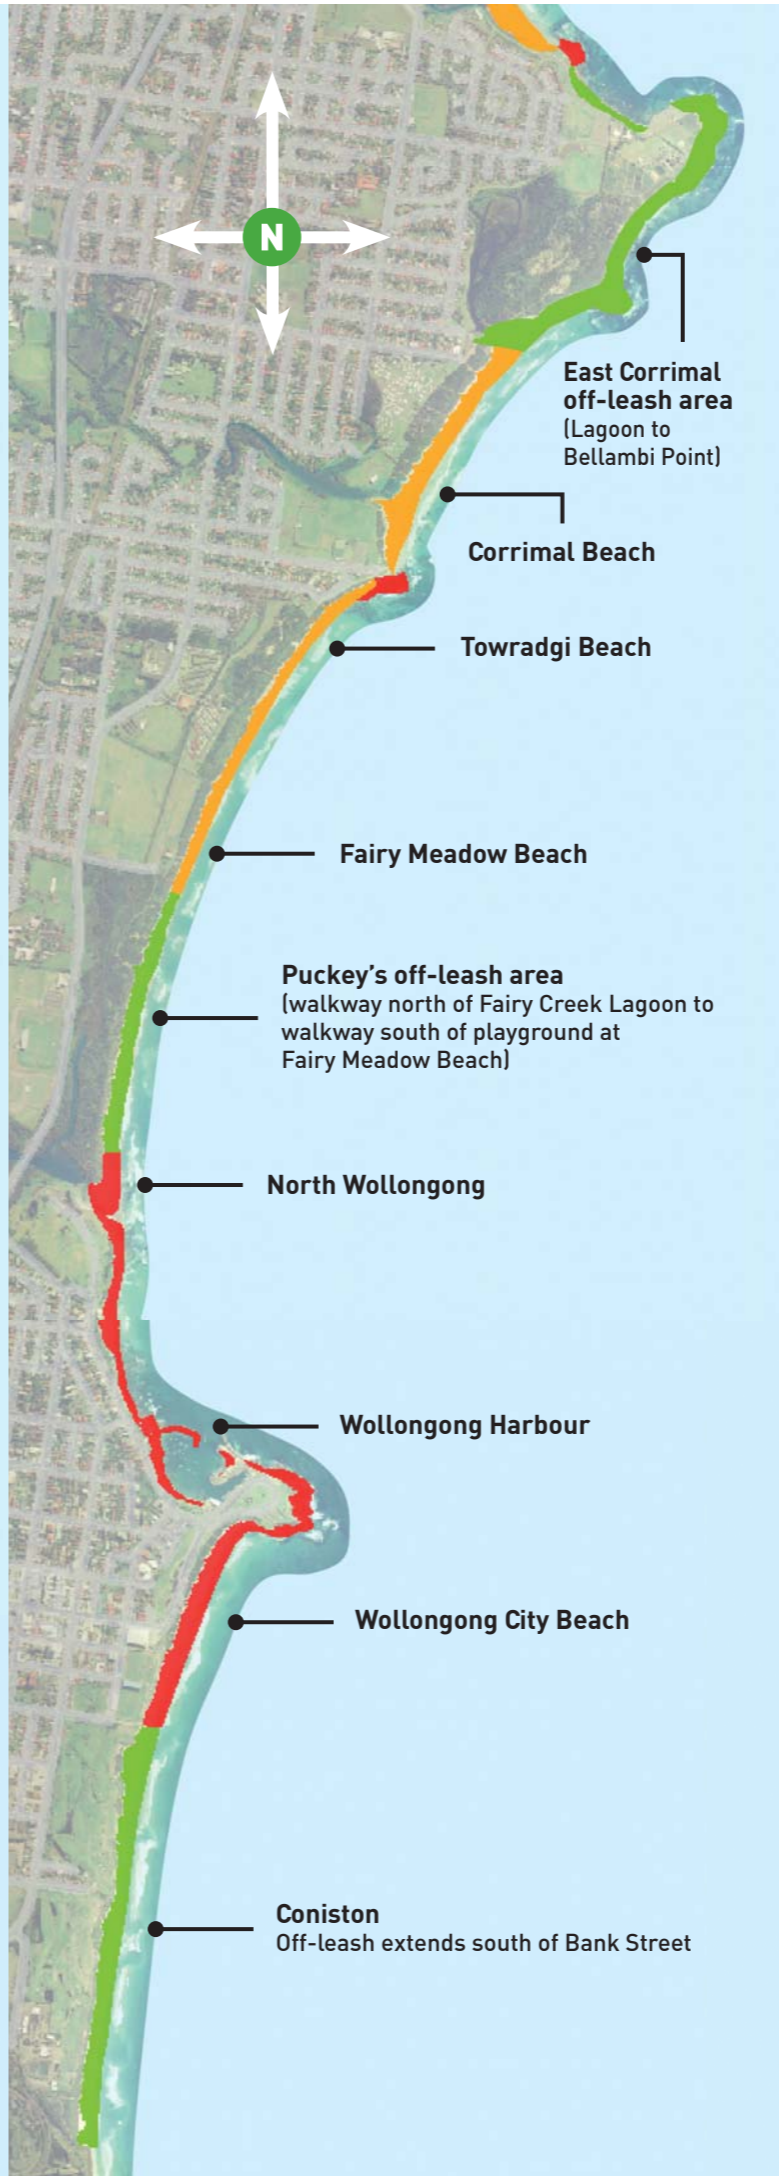 N
East Corrimal
off-leash area
(Lagoon to
Bellambi Point)
Corrimal Beach
Towradgi Beach
Fairy Meadow Beach
Puckey's off-leash area
(walkway north of Fairy Creek Lagoon to
walkway south of playground at
Fairy Meadow Beach)
North Wollongong
Wollongong Harbour
Wollongong City Beach
Coniston
Off-leash extends south of Bank Street